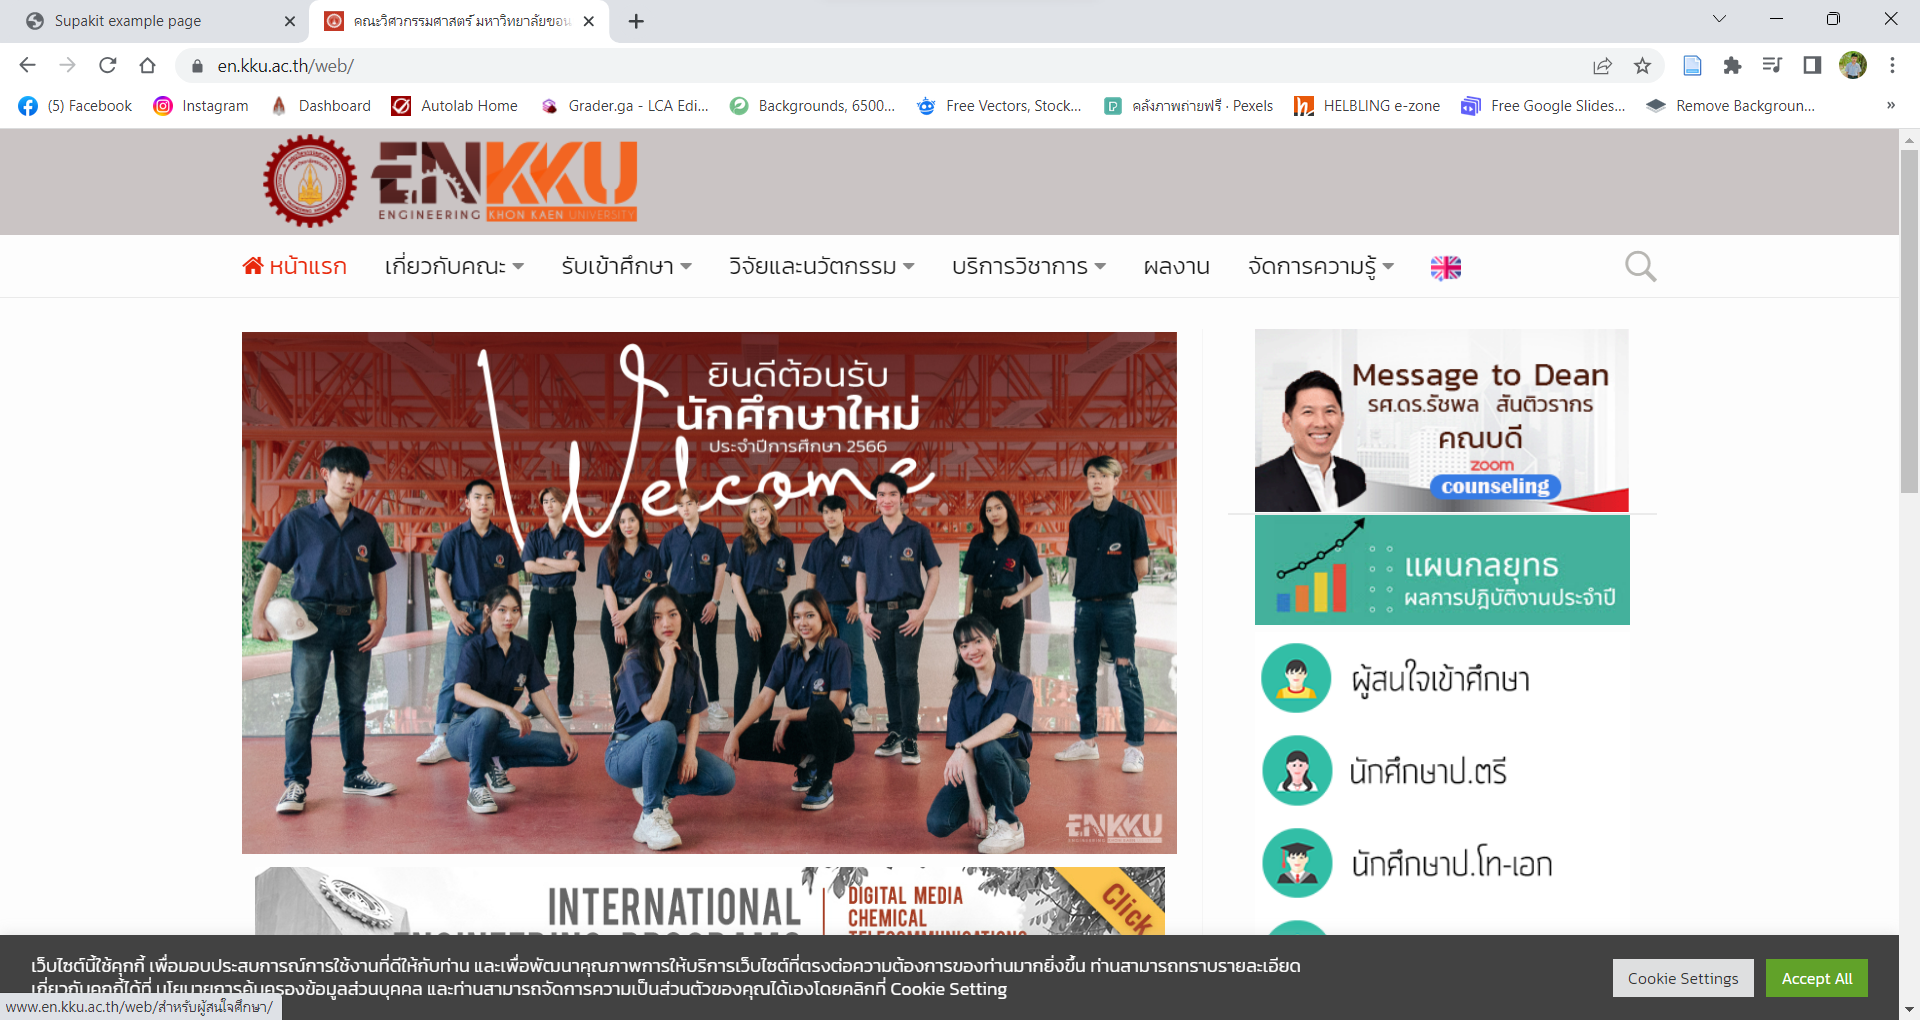 Supakit example page
คณะวิศวกรรมศาสตร์ มหาวิทยาลัยขอน
en.kku.ac.th/web/
(5) Facebook
Instagram
Dashboard
Autolab Home
Grader.ga - LCA Edi...
Backgrounds, 6500...
Free Vectors, Stock...
คลังภาพถ่ายฟรี · Pexels
HELBLING e-zone
Free Google Slides...
Remove Backgroun...
ENKKU
ENGINEERING KHON KAEN UNIVERSITY
หน้าแรก
เกี่ยวกับคณะ
รับเข้าศึกษา
วิจัยและนวัตกรรม
บริการวิชาการ
ผลงาน
จัดการความรู้
ยินดีต้อนรับ
นักศึกษาใหม่
ประจำปีการศึกษา 2566
Welcome
ENKKU
Message to Dean
รศ.ดร.รัชพล สันติวรากร
คณบดี
zoom
counseling
แผนกลยุทธ
ผลการปฎิบัติงานประจำปี
ผู้สนใจเข้าศึกษา
นักศึกษาป.ตรี
นักศึกษาป.โท-เอก
INTERNATIONAL
ENGINEERING PROGRAMS
DIGITAL MEDIA
CHEMICAL
TELECOMMUNICATIONS
Click
เว็บไซต์นี้ใช้คุกกี้ เพื่อมอบประสบการณ์การใช้งานที่ดีให้กับท่าน และเพื่อพัฒนาคุณภาพการให้บริการเว็บไซต์ที่ตรงต่อความต้องการของท่านมากยิ่งขึ้น ท่านสามารถทราบรายละเอียด
เกี่ยวกับคุกกี้ได้ที่ นโยบายการคุ้มครองข้อมูลส่วนบุคคล และท่านสามารถจัดการความเป็นส่วนตัวของคุณได้เองโดยคลิกที่ Cookie Setting
Cookie Settings
Accept All
www.en.kku.ac.th/web/สำหรับผู้สนใจศึกษา/